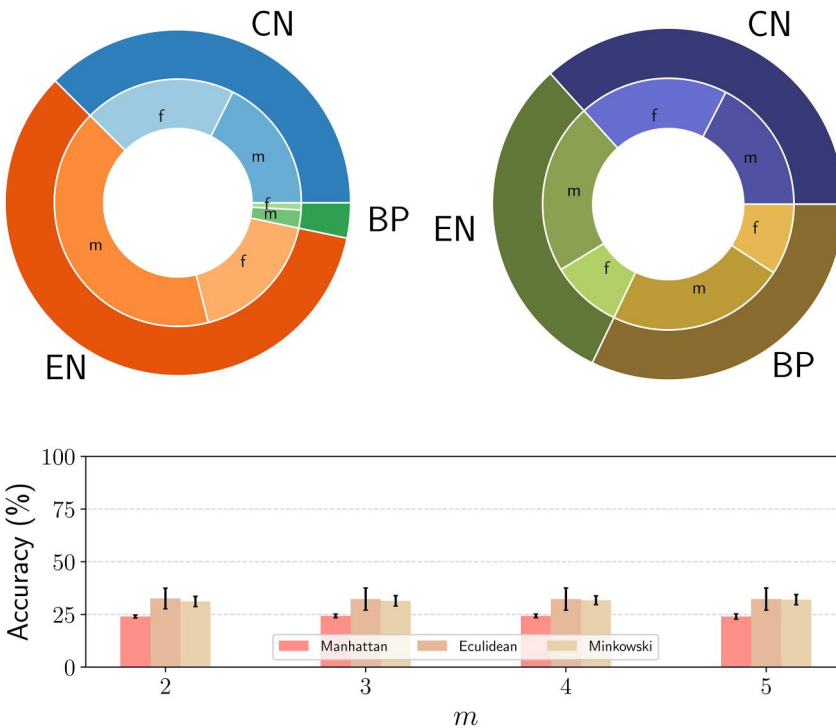 CN
f
m
f
m
BP
m
f
EN
CN
f
m
m
f
f
m
EN
BP
Accuracy (%)
100
75
50
25
0
Manhattan
Eculidean
Minkowski
2
3
4
5
m